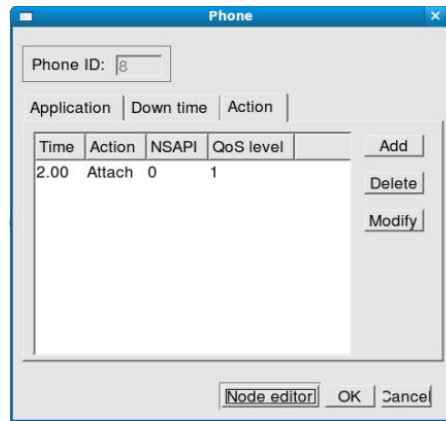 Phone
Phone ID: 8
Application Down time Action
Time Action NSAPI QoS level
2.00 Attach 0 1
Add
Delete
Modify
Node editor OK Cancel